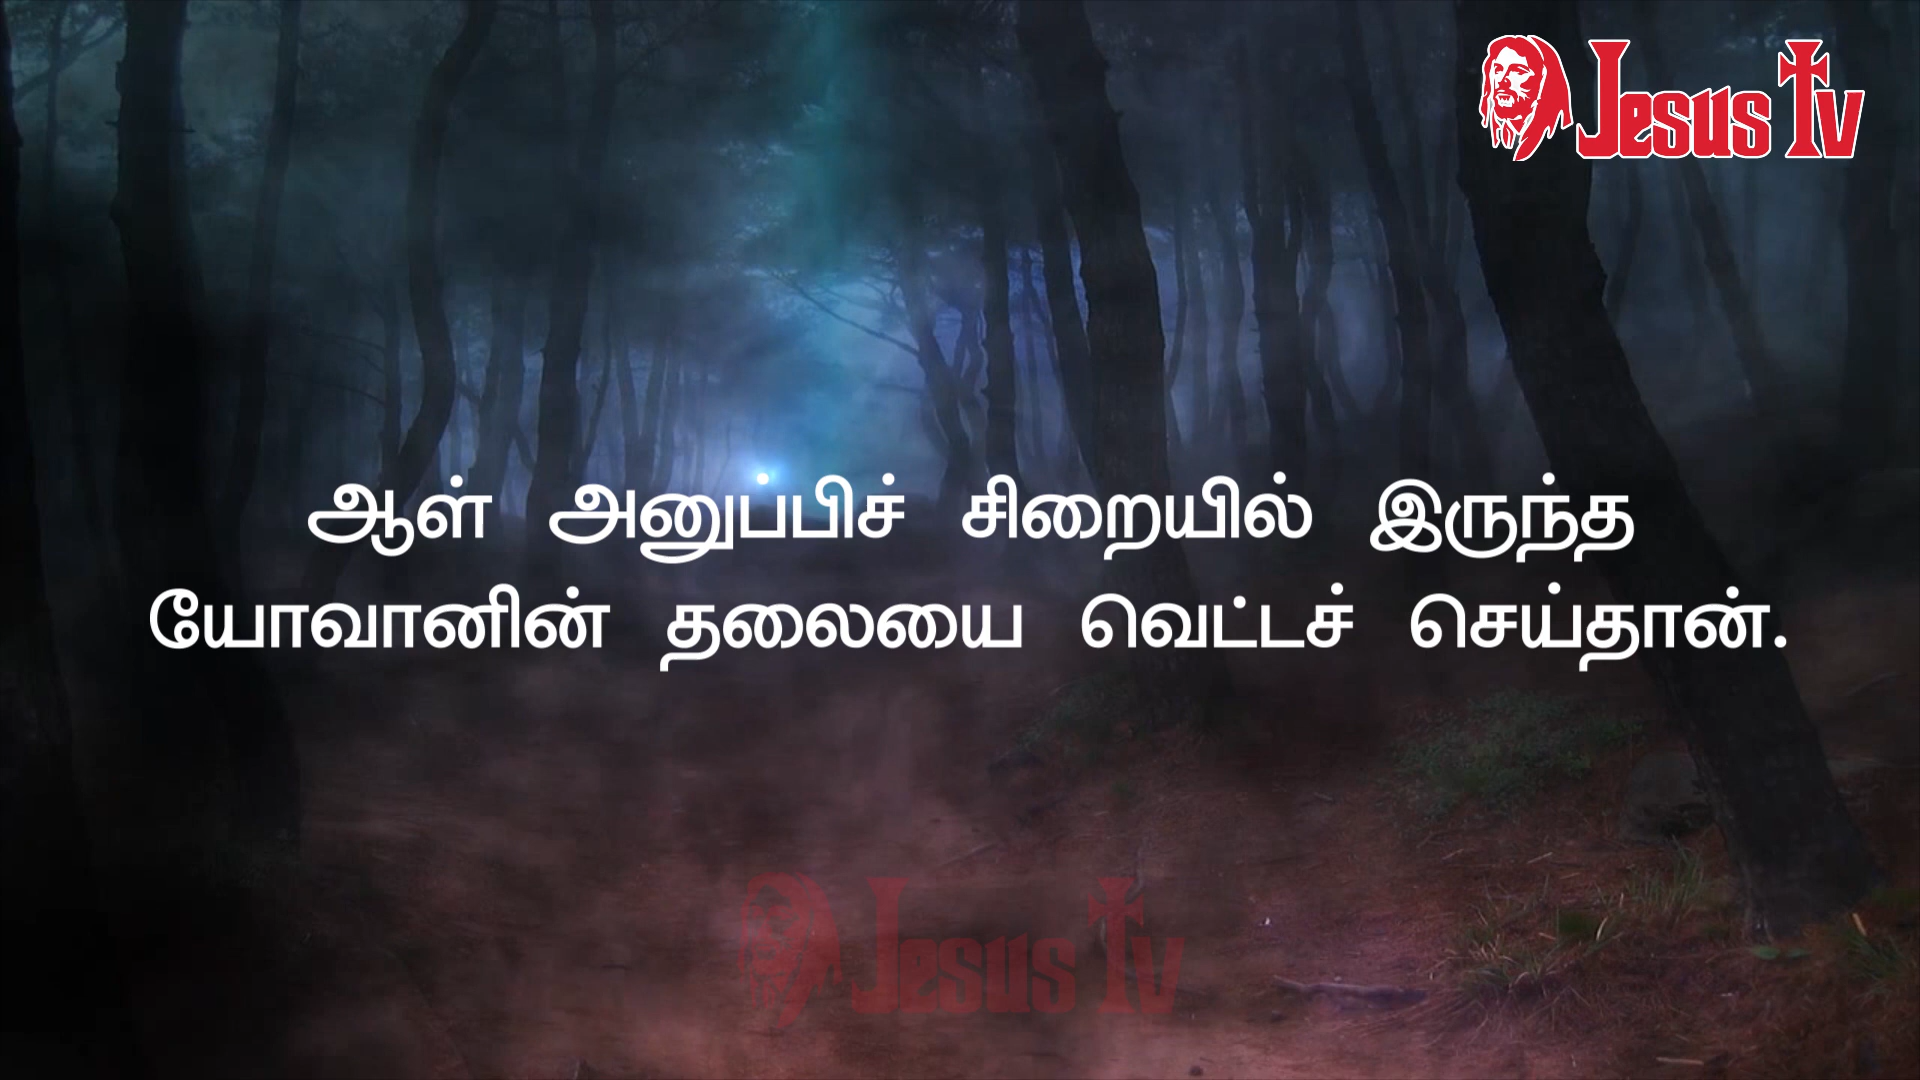 Jesus Tv
ஆள் அனுப்பிச் சிறையில் இருந்த
யோவானின் தலையை வெட்டச் செய்தான்.
Jesus Tv